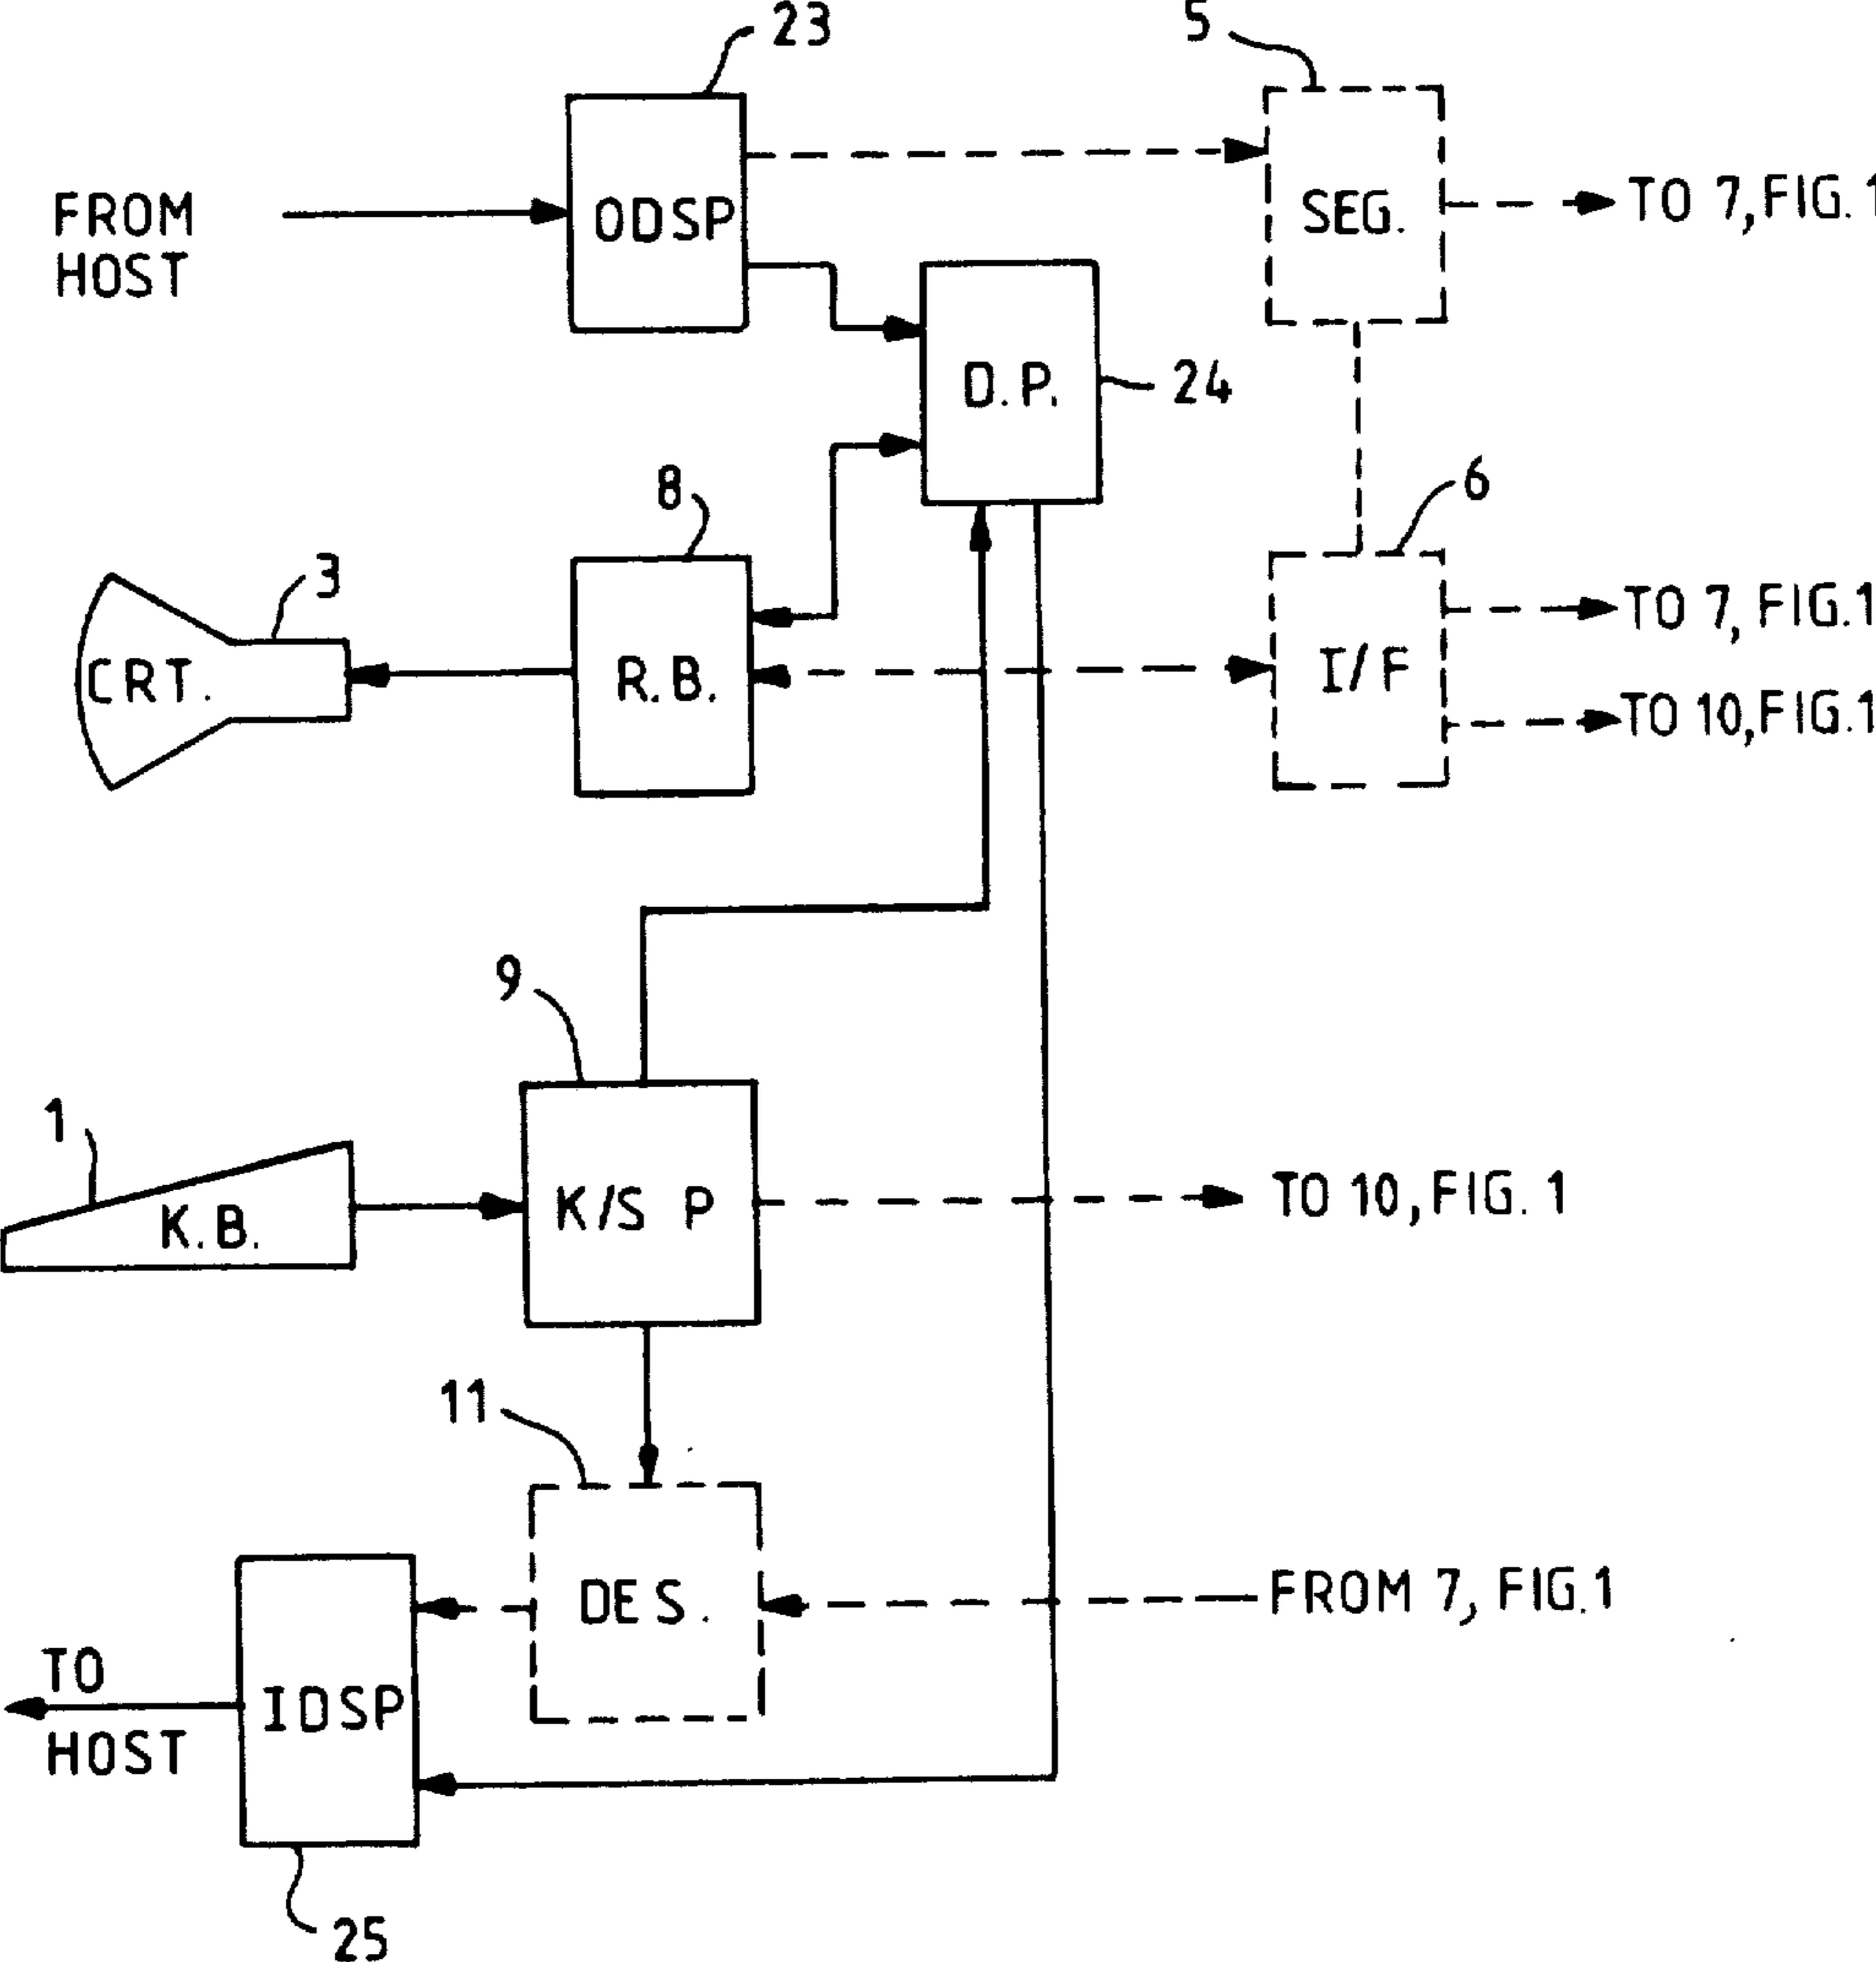 23
5
FROM
HOST
ODSP
SEG.
TO 7, FIG. 1
O.P.
24
8
6
3
CRT.
R.B.
I/F
TO 7, FIG.1
TO 10, FIG.1
9
1
K.B.
K/S P
TO 10, FIG. 1
11
DES.
FROM 7, FIG.1
TO
HOST
IDSP
25